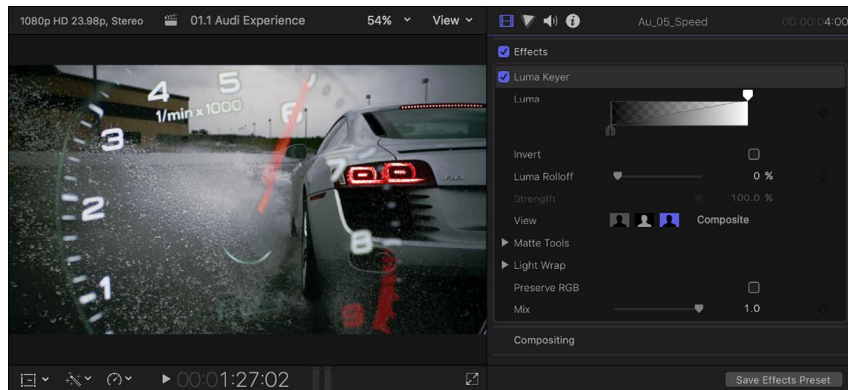 1080p HD 23.98p, Stereo
01.1 Audi Experience
54%
View
Au_05_Speed
00:00:04:00
Effects
Luma Keyer
Luma
Invert
Luma Rolloff
0 %
Strength
100.0 %
View
Composite
Matte Tools
Light Wrap
Preserve RGB
Mix
1.0
Compositing
Save Effects Preset
1/min x 1000
1
2
3
4
5
6
7
8
9
R8
00:01:27:02